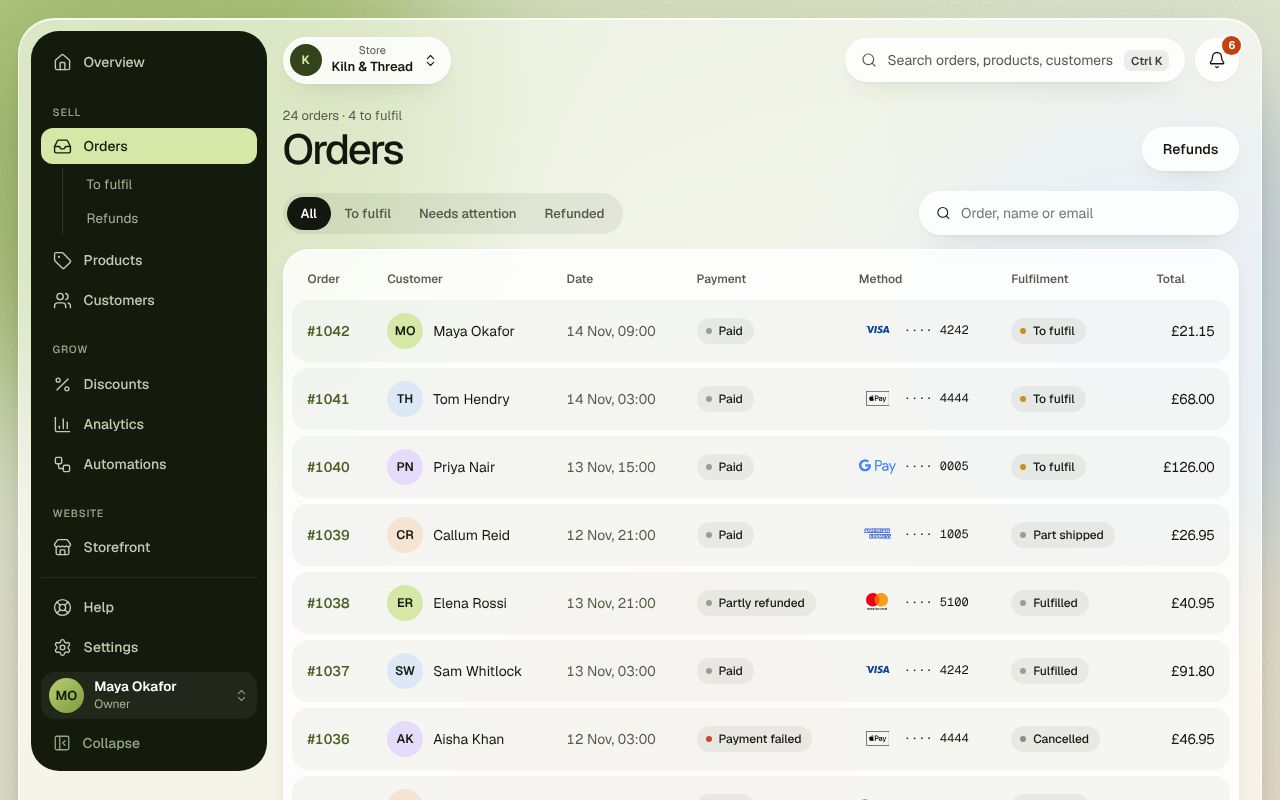 Overview
SELL
Orders
To fulfil
Refunds
Products
Customers
GROW
Discounts
Analytics
Automations
WEBSITE
Storefront
Help
Settings
MO
Maya Okafor
Owner
Collapse
K
Store
Kiln & Thread
Search orders, products, customers Ctrl K
6
24 orders · 4 to fulfil
Orders
Refunds
All To fulfil Needs attention Refunded
Order, name or email
Order Customer Date Payment Method Fulfilment Total
#1042 MO Maya Okafor 14 Nov, 09:00 Paid VISA ···· 4242 To fulfil £21.15
#1041 TH Tom Hendry 14 Nov, 03:00 Paid Pay ···· 4444 To fulfil £68.00
#1040 PN Priya Nair 13 Nov, 15:00 Paid G Pay ···· 0005 To fulfil £126.00
#1039 CR Callum Reid 12 Nov, 21:00 Paid AMERICAN EXPRESS ···· 1005 Part shipped £26.95
#1038 ER Elena Rossi 13 Nov, 21:00 Partly refunded mastercard ···· 5100 Fulfilled £40.95
#1037 SW Sam Whitlock 13 Nov, 03:00 Paid VISA ···· 4242 Fulfilled £91.80
#1036 AK Aisha Khan 12 Nov, 03:00 Payment failed Pay ···· 4444 Cancelled £46.95